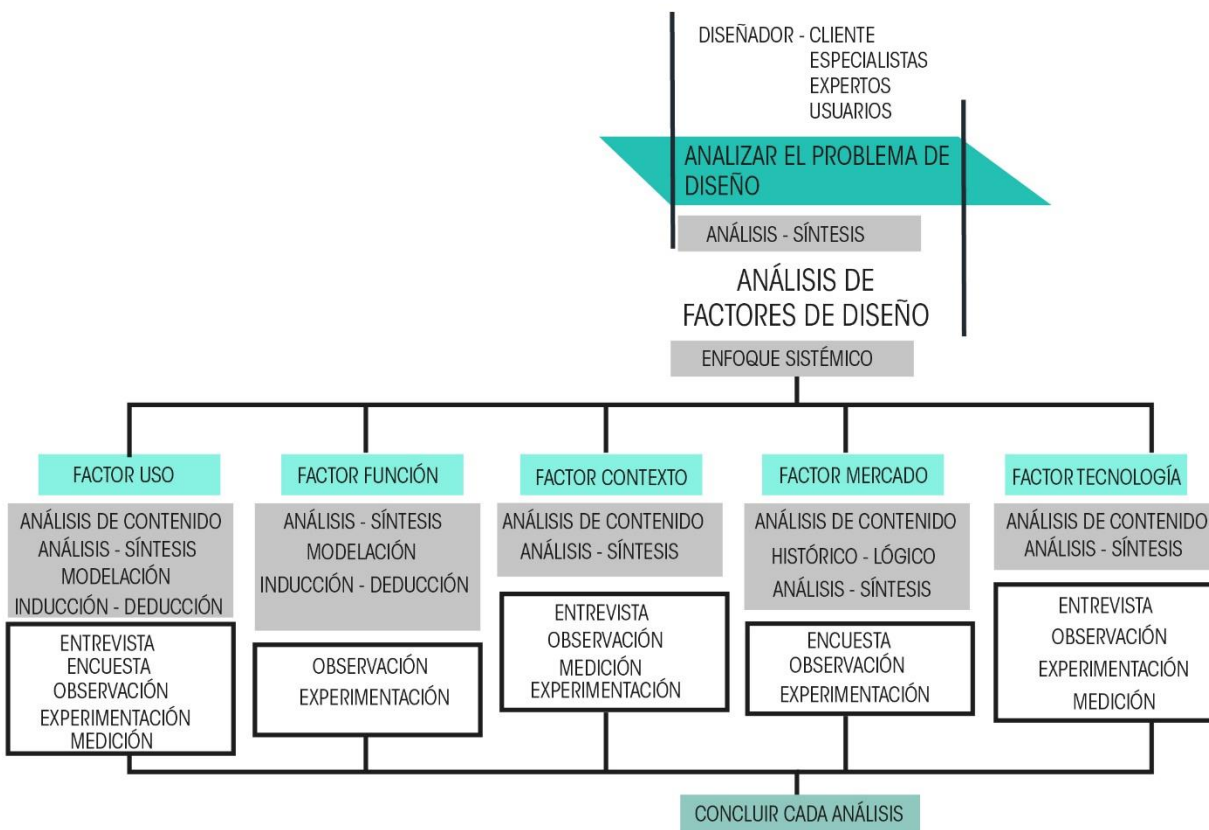 DISEÑADOR - CLIENTE
ESPECIALISTAS
EXPERTOS
USUARIOS
ANALIZAR EL PROBLEMA DE
DISEÑO
ANÁLISIS - SÍNTESIS
ANÁLISIS DE
FACTORES DE DISEÑO
ENFOQUE SISTÉMICO
FACTOR USO
ANÁLISIS DE CONTENIDO
ANÁLISIS - SÍNTESIS
MODELACIÓN
INDUCCIÓN - DEDUCCIÓN
ENTREVISTA
ENCUESTA
OBSERVACIÓN
EXPERIMENTACIÓN
MEDICIÓN
FACTOR FUNCIÓN
ANÁLISIS - SÍNTESIS
MODELACIÓN
INDUCCIÓN - DEDUCCIÓN
OBSERVACIÓN
EXPERIMENTACIÓN
FACTOR CONTEXTO
ANÁLISIS DE CONTENIDO
ANÁLISIS - SÍNTESIS
ENTREVISTA
OBSERVACIÓN
MEDICIÓN
EXPERIMENTACIÓN
FACTOR MERCADO
ANÁLISIS DE CONTENIDO
HISTÓRICO - LÓGICO
ANÁLISIS - SÍNTESIS
ENCUESTA
OBSERVACIÓN
EXPERIMENTACIÓN
FACTOR TECNOLOGÍA
ANÁLISIS DE CONTENIDO
ANÁLISIS - SÍNTESIS
ENTREVISTA
OBSERVACIÓN
EXPERIMENTACIÓN
MEDICIÓN
CONCLUIR CADA ANÁLISIS